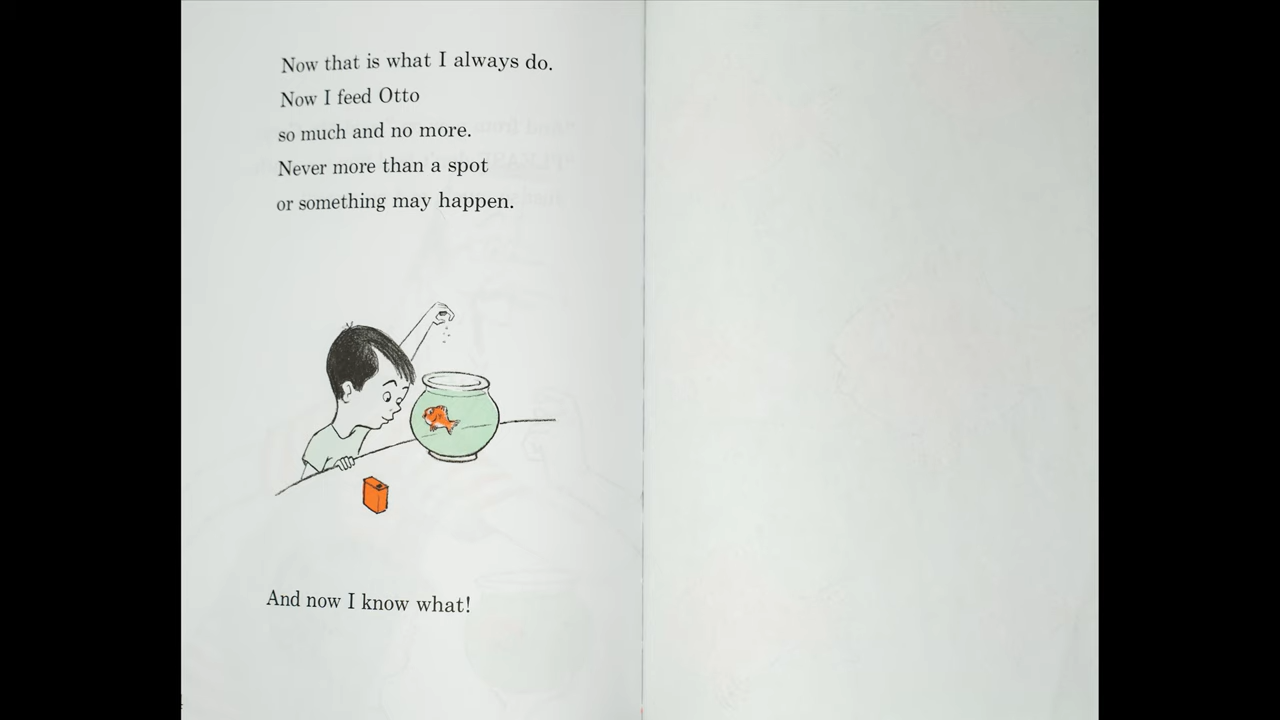 Now that is what I always do.
Now I feed Otto
so much and no more.
Never more than a spot
or something may happen.
And now I know what!